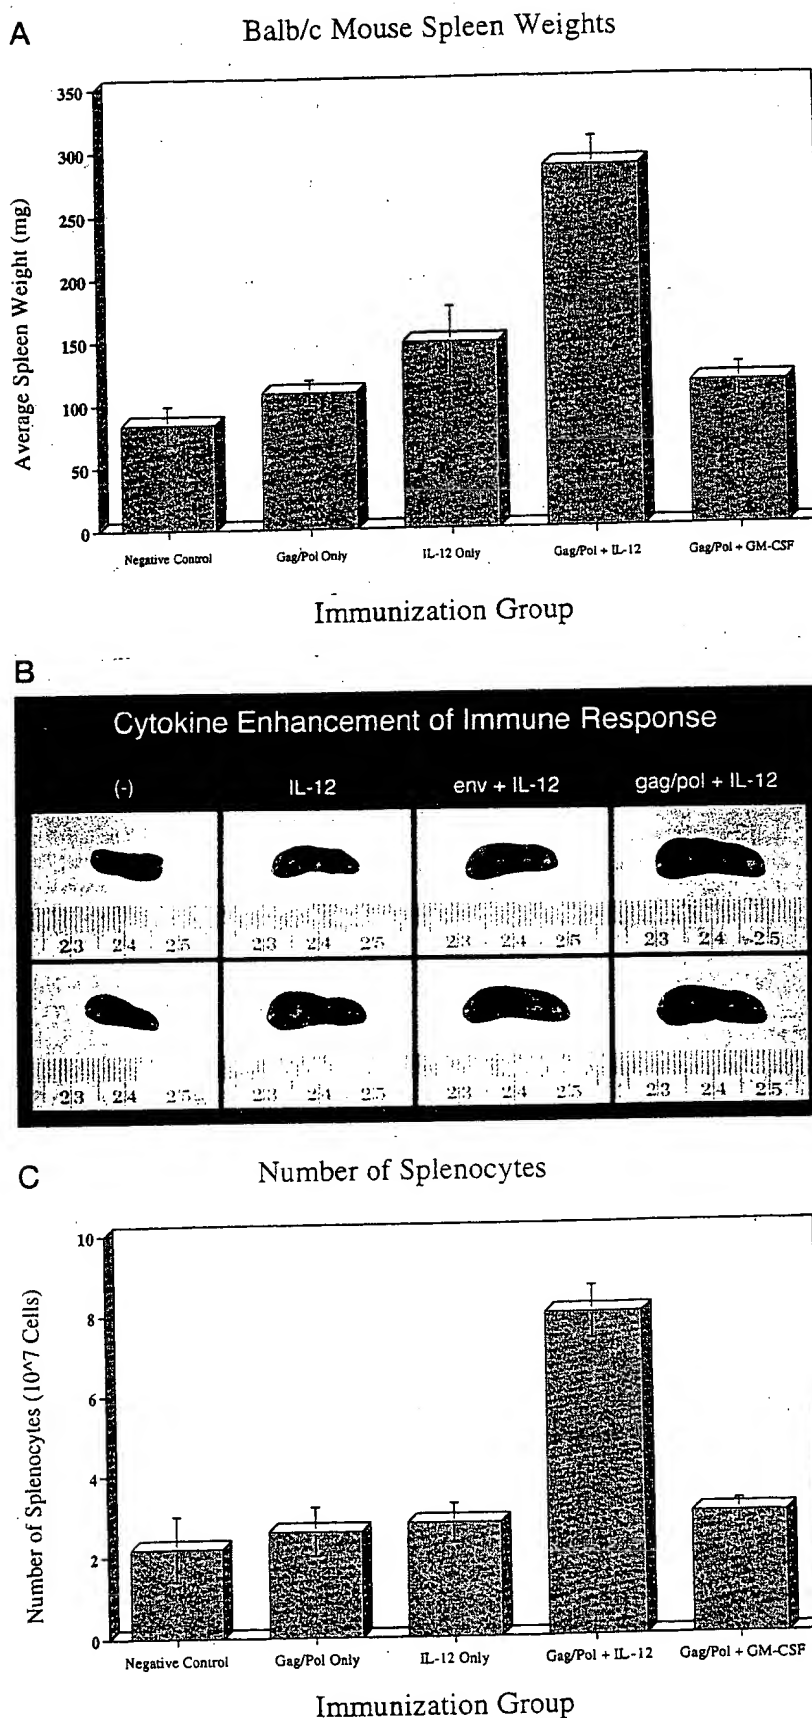 A
Balb/c Mouse Spleen Weights
Average Spleen Weight (mg)
350
300
250
200
150
100
50
0
Negative Control
Gag/Pol Only
IL-12 Only
Gag/Pol + IL-12
Gag/Pol + GM-CSF
Immunization Group
B
Cytokine Enhancement of Immune Response
(-) IL-12 env + IL-12 gag/pol + IL-12
23 24 25 23 24 25 23 24 25 23 24 25
23 24 25 23 24 25 23 24 25 23 24 25
C
Number of Splenocytes
Number of Splenocytes (10^7 Cells)
10
8
6
4
2
0
Negative Control
Gag/Pol Only
IL-12 Only
Gag/Pol + IL-12
Gag/Pol + GM-CSF
Immunization Group